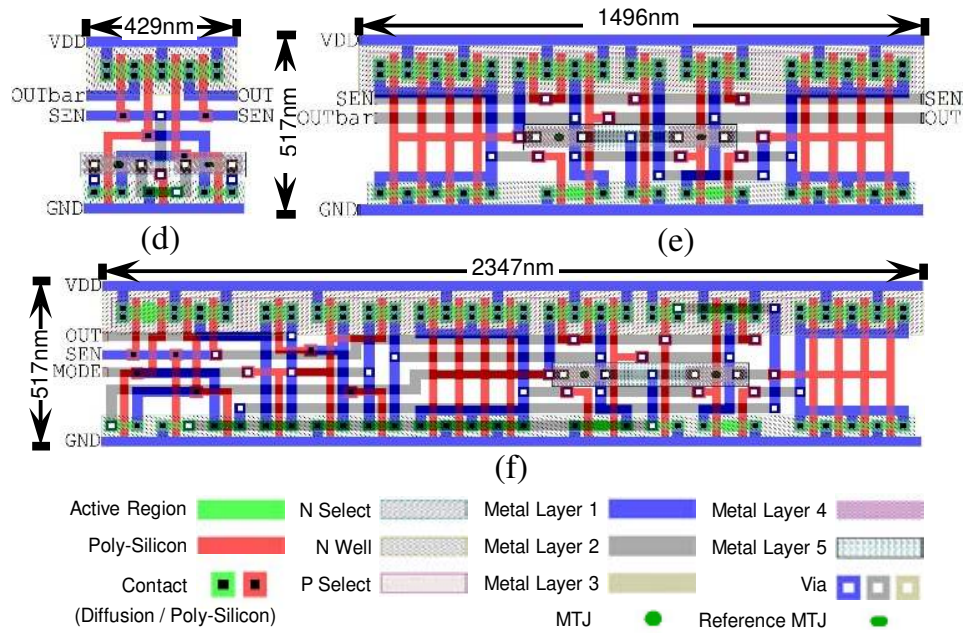 429nm
1496nm
VDD
VDD
OUTbar
OUT
SEN
SEN
517nm
SEN
SEN
OUTbar
OUT
GND
GND
(d)
(e)
2347nm
VDD
517nm
OUT
SEN
MODE
GND
(f)
Active Region
N Select
Metal Layer 1
Metal Layer 4
Poly-Silicon
N Well
Metal Layer 2
Metal Layer 5
Contact
P Select
Metal Layer 3
Via
(Diffusion / Poly-Silicon)
MTJ
Reference MTJ